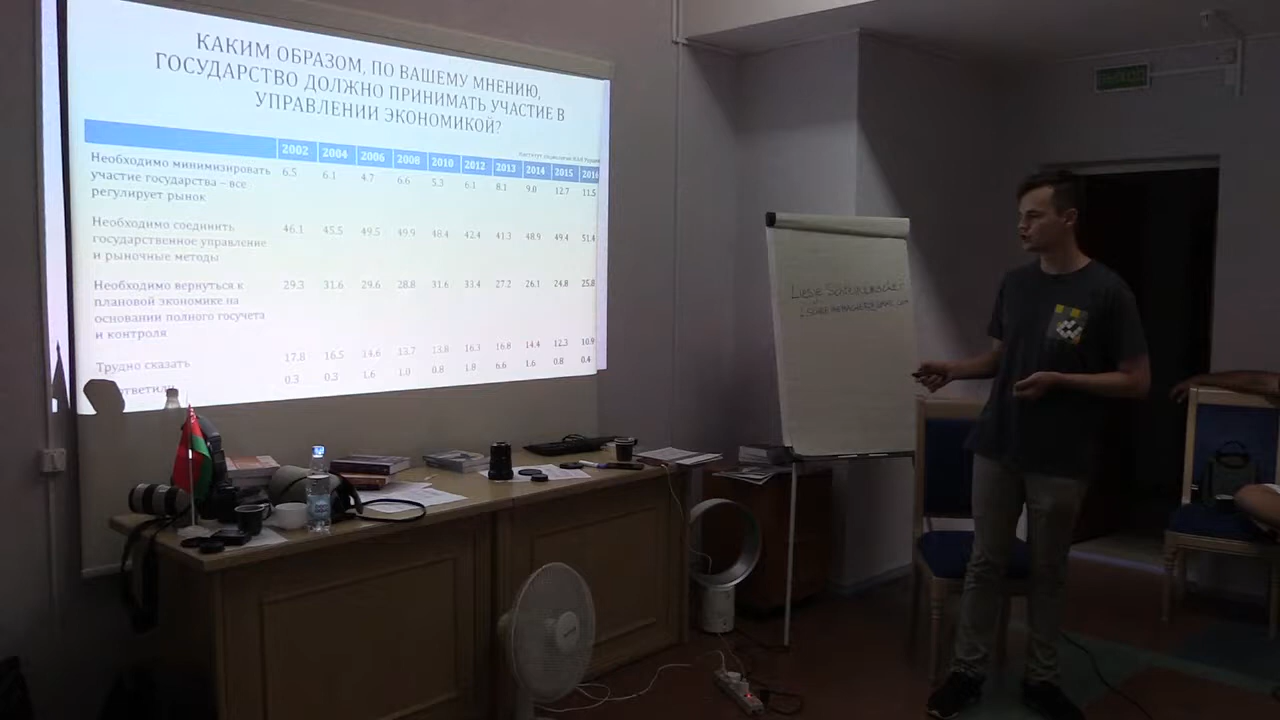 КАКИМ ОБРАЗОМ, ПО ВАШЕМУ МНЕНИЮ,
ГОСУДАРСТВО ДОЛЖНО ПРИНИМАТЬ УЧАСТИЕ В
УПРАВЛЕНИИ ЭКОНОМИКОЙ?
Институт социологии НАН
2002 2004 2006 2008 2010 2012 2013 2014 2015 2016
Необходимо минимизировать
участие государства – все
регулирует рынок
6.5 6.1 4.7 6.6 5.3 6.1 8.1 9.0 12.7 11.5
Необходимо соединить
государственное управление
и рыночные методы
46.1 45.5 49.5 49.9 48.4 42.4 41.3 48.9 49.4 51.4
Необходимо вернуться к
плановой экономике на
основании полного госучета
и контроля
29.3 31.6 29.6 28.8 31.6 33.4 27.2 26.1 24.8 25.8
Трудно сказать
17.8 16.5 14.6 13.7 13.8 16.3 16.8 14.4 12.3 10.9
ответили
0.3 0.3 1.6 1.0 0.8 1.8 6.6 1.6 0.8 0.4
ВЫХОД